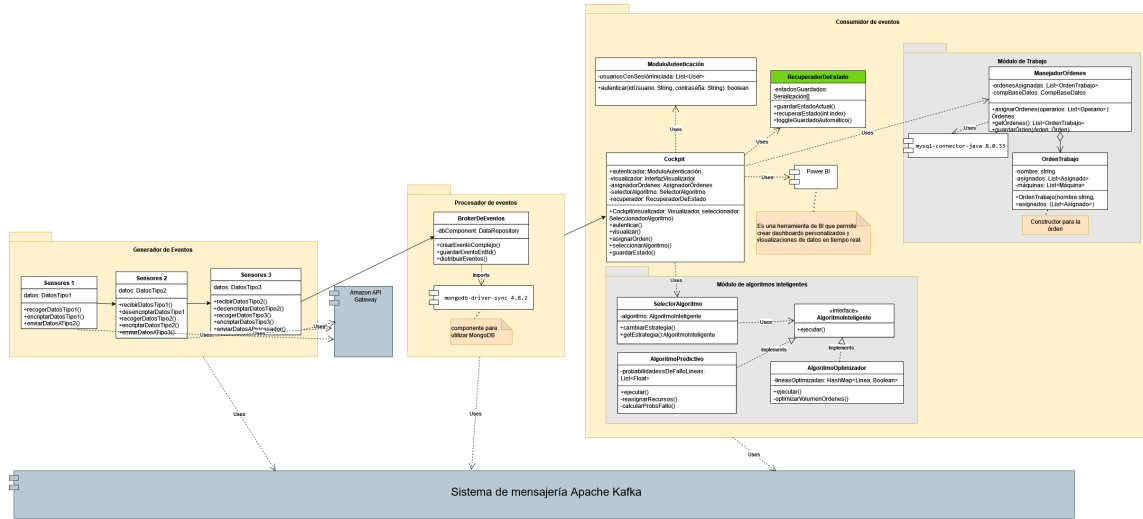 Consumidor de eventos
ModuloAutenticación
-usuariosConSesiónIniciada: List<User>
+autenticar(idUsuario: String, contraseña: String): boolean
RecuperadorDeEstado
-estadosGuardados:
Serialización[]
+guardarEstadoActual()
+recuperarEstado(int index)
+toggleGuardadoAutomático()
Módulo de Trabajo
ManejadorOrdenes
-ordenesAsignadas: List<OrdenTrabajo>
-compBaseDatos: CompBaseDatos
+asignarOrdenes(operarios: List<Operario>):
Ordenes
+getOrdenes(): List<OrdenTrabajo>
+guardarOrden(orden: Orden)
Uses
mysql-connector-java 8.0.33
OrdenTrabajo
-nombre: string
-asignados: List<Asignado>
-máquinas: List<Máquina>
+OrdenTrabajo(nombre:string,
+asignados: (List<Asignado>)
Constructor para la
órden
Uses
Uses
Uses
Cockpit
+autenticador: ModuloAutenticación
-visualizador: InterfazVisualizador
-asignadorOrdenes: AsignadorOrdenes
-selectorAlgoritmo: SelectorAlgoritmo
-recuperador: RecuperadorDeEstado
+Cockpit(visualizador: Visualizador, seleccionador:
SeleccionadorAlgoritmo)
+autenticar()
+visualizar()
+asignarOrden()
+seleccionarAlgoritmo()
+guardarEstado()
Uses
Power BI
Es una herramienta de BI que permite
crear dashboards personalizados y
visualizaciones de datos en tiempo real.
Uses
Módulo de algoritmos inteligentes
SelectorAlgoritmo
-algoritmo: AlgoritmoInteligente
+cambiarEstrategia()
+getEstrategia():AlgoritmoInteligente
Uses
«interface»
AlgoritmoInteligente
+ejecutar()
Implements
Implements
AlgoritmoPredictivo
-probabilidadessDeFalloLineas:
List<Float>
+ejecutar()
-reasignarRecursos()
-calcularProbsFallo()
AlgoritmoOptimizador
-lineasOptimizadas: HashMap<Linea, Boolean>
+ejecutar()
-optimizarVolumenOrdenes()
Procesador de eventos
BrokerDeEventos
-dbComponent: DataRepository
+crearEventoComplejo()
+guardarEventoEnBd()
+distribuirEventos()
Imports
mongodb-driver-sync 4.8.2
componente para
utilizar MongoDB
Generador de Eventos
Sensores 1
datos: DatosTipo1
+recogerDatosTipo1()
+encriptarDatosTipo1()
+enviarDatosATipo2()
Sensores 2
datos: DatosTipo2
+recibirDatosTipo1()
+desencriptarDatosTipo1
+recogerDatosTipo2()
+encriptarDatosTipo2()
+enviarDatosATipo3()
Sensores 3
datos: DatosTipo3
+recibirDatosTipo2()
+desencriptarDatosTipo2()
+recogerDatosTipo3()
+encriptarDatosTipo3()
+enviarDatosAProcesador()
Uses
Uses
Uses
Amazon API
Gateway
Uses
Uses
Uses
Sistema de mensajería Apache Kafka